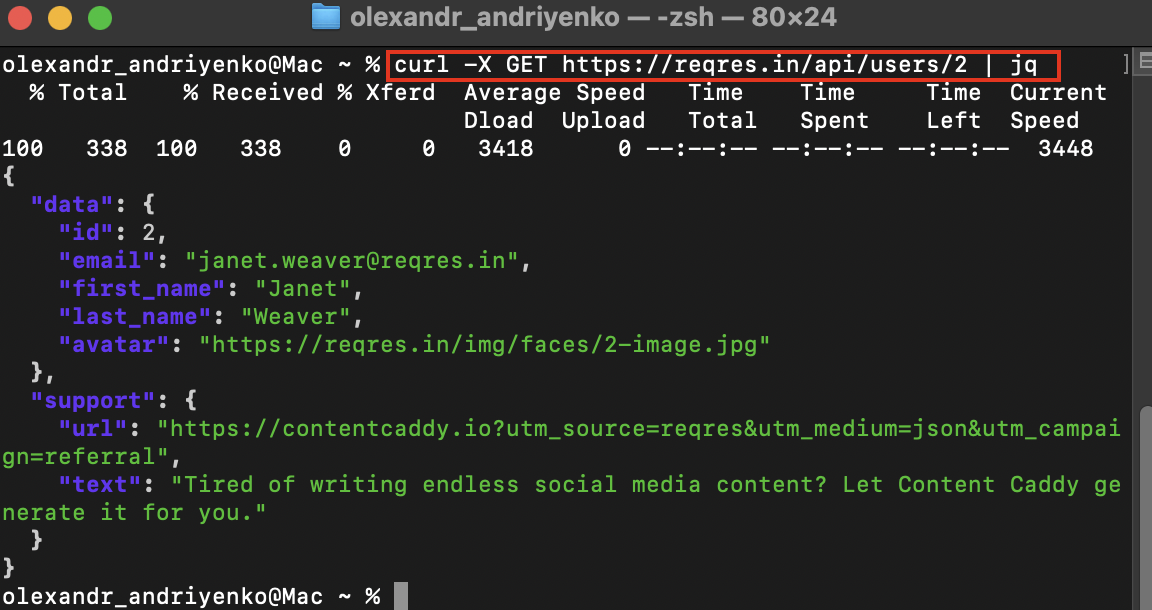 olexandr_andriyenko — -zsh — 80×24
olexandr_andriyenko@Mac ~ % curl -X GET https://reqres.in/api/users/2 | jq ]
  % Total    % Received % Xferd  Average Speed   Time    Time     Time  Current
                                 Dload  Upload   Total   Spent    Left  Speed
100   338  100   338    0     0   3418      0 --:--:-- --:--:-- --:--:--  3448
{
  "data": {
    "id": 2,
    "email": "janet.weaver@reqres.in",
    "first_name": "Janet",
    "last_name": "Weaver",
    "avatar": "https://reqres.in/img/faces/2-image.jpg"
  },
  "support": {
    "url": "https://contentcaddy.io?utm_source=reqres&utm_medium=json&utm_campai
gn=referral",
    "text": "Tired of writing endless social media content? Let Content Caddy ge
nerate it for you."
  }
}
olexandr_andriyenko@Mac ~ %